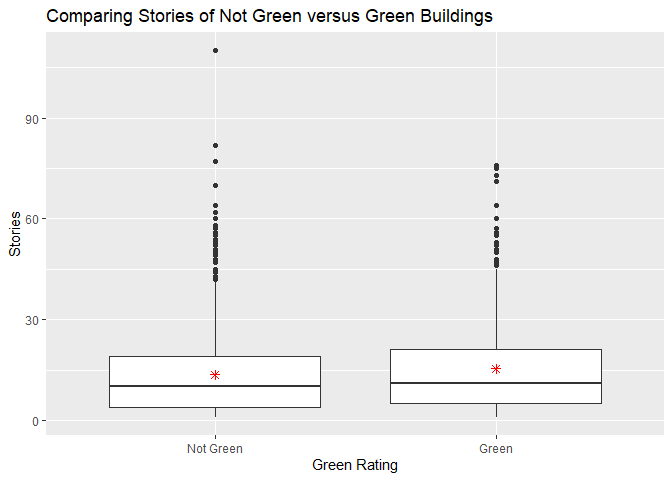 Comparing Stories of Not Green versus Green Buildings
Stories
90
60
30
0
Not Green
Green
Green Rating